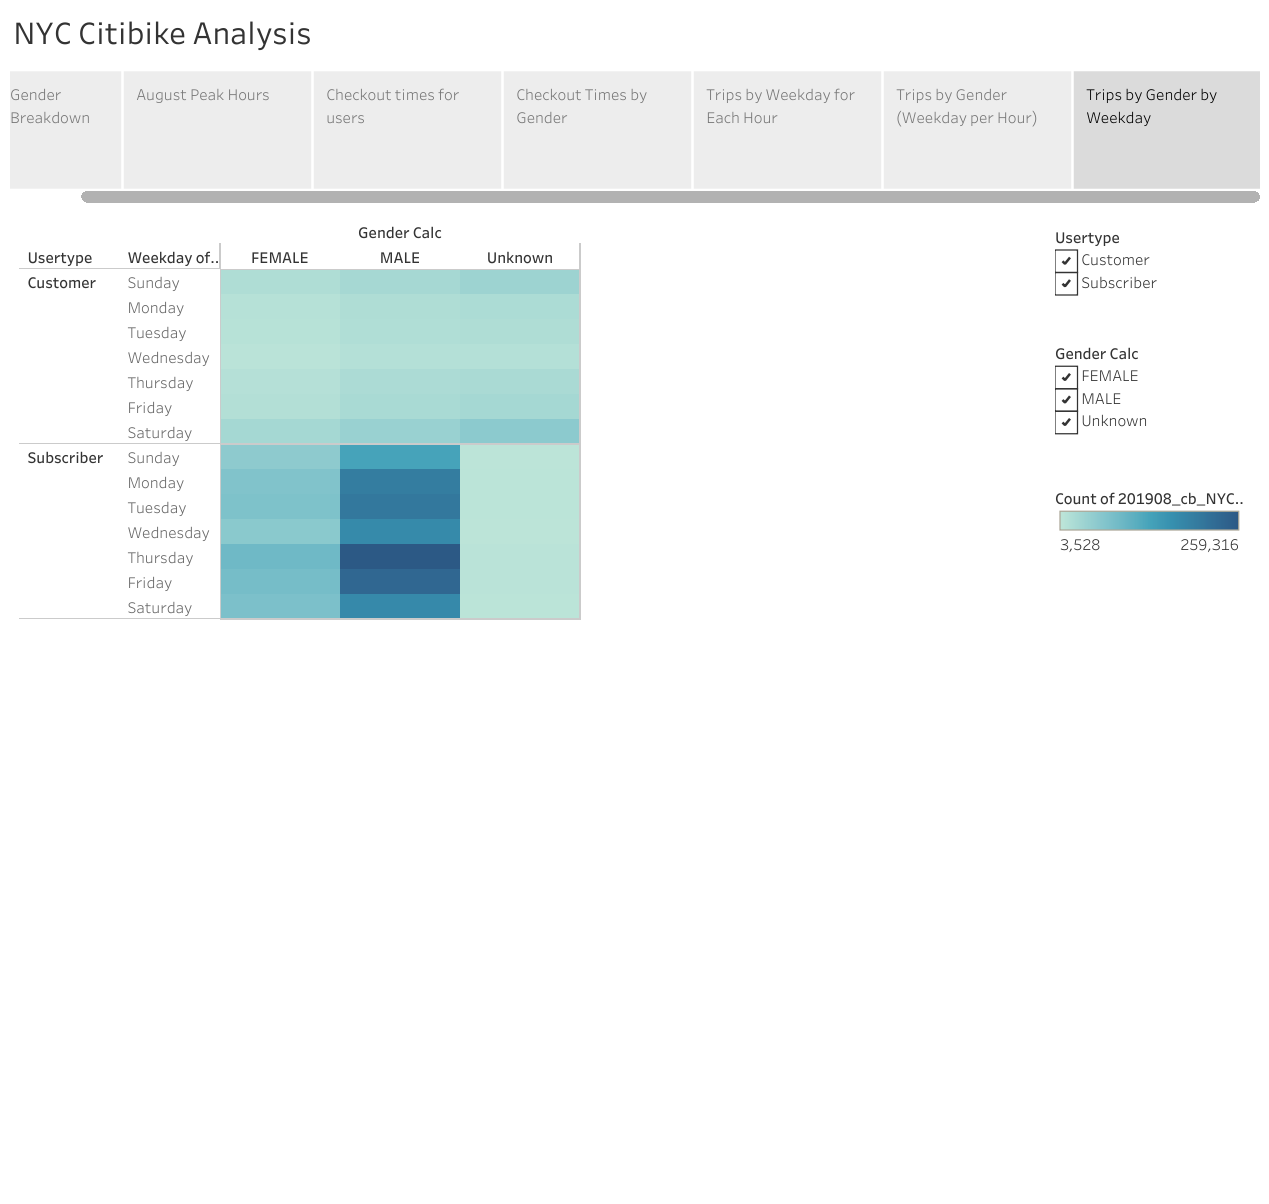 NYC Citibike Analysis
Gender
Breakdown
August Peak Hours
Checkout times for
users
Checkout Times by
Gender
Trips by Weekday for
Each Hour
Trips by Gender
(Weekday per Hour)
Trips by Gender by
Weekday
Gender Calc
Usertype Weekday of.. FEMALE MALE Unknown
Customer Sunday
Monday
Tuesday
Wednesday
Thursday
Friday
Saturday
Subscriber Sunday
Monday
Tuesday
Wednesday
Thursday
Friday
Saturday
Usertype
Customer
Subscriber
Gender Calc
FEMALE
MALE
Unknown
Count of 201908_cb_NYC..
3,528 259,316